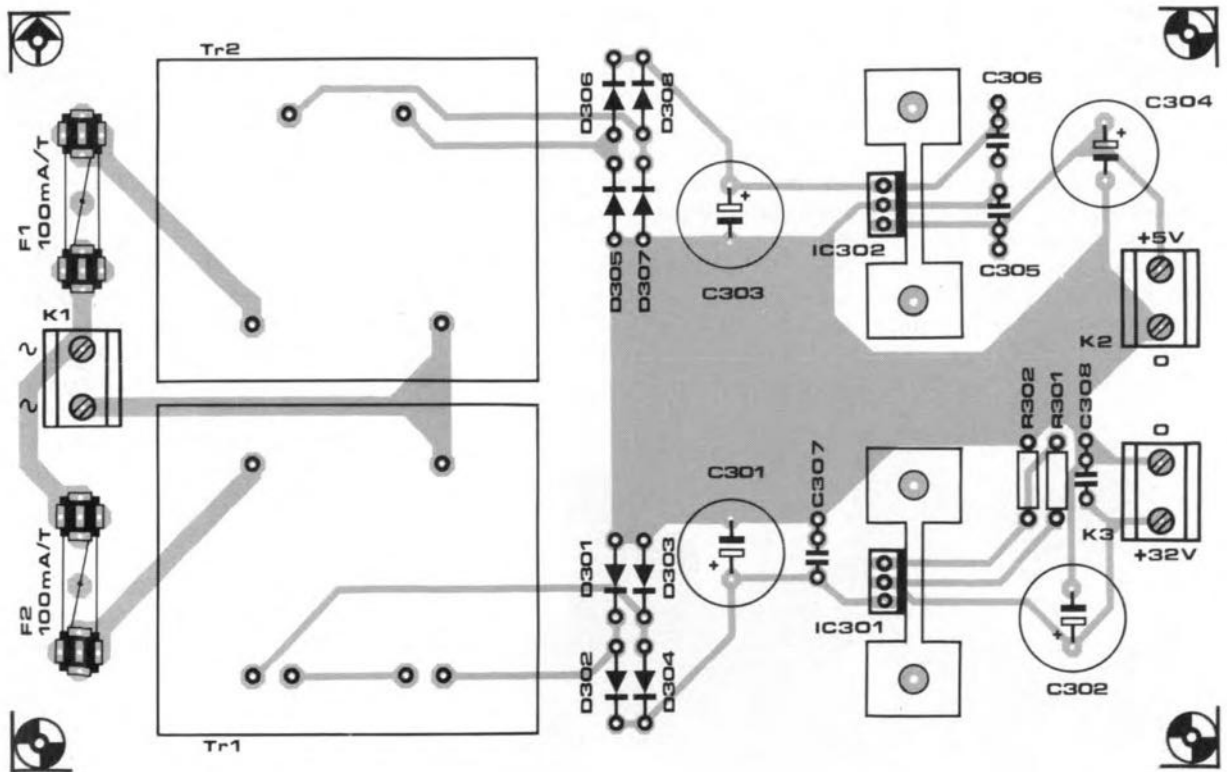 Tr2
D306
D308
C306
C304
F1
100mA/T
IC302
+5V
D305
D307
C303
C305
K1
K2
0
R302
R301
C308
0
C301
C307
K3
+32V
D301
D303
F2
100mA/T
IC301
D302
D304
C302
Tr1